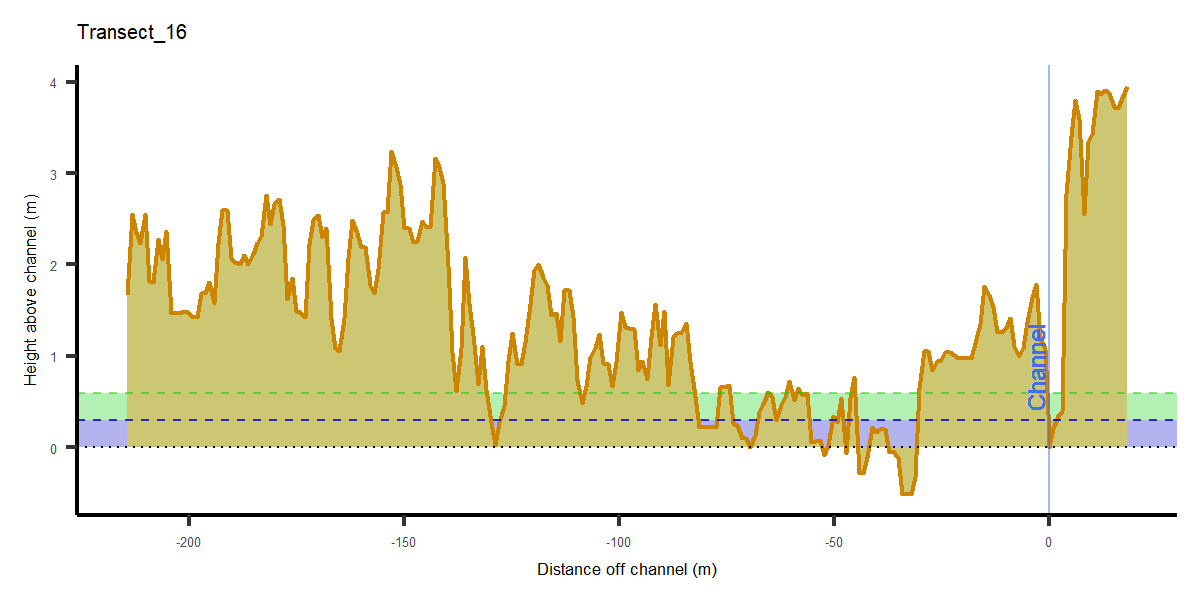 Transect_16
Height above channel (m)
4
3
2
1
0
Channel
-200
-150
-100
-50
0
Distance off channel (m)